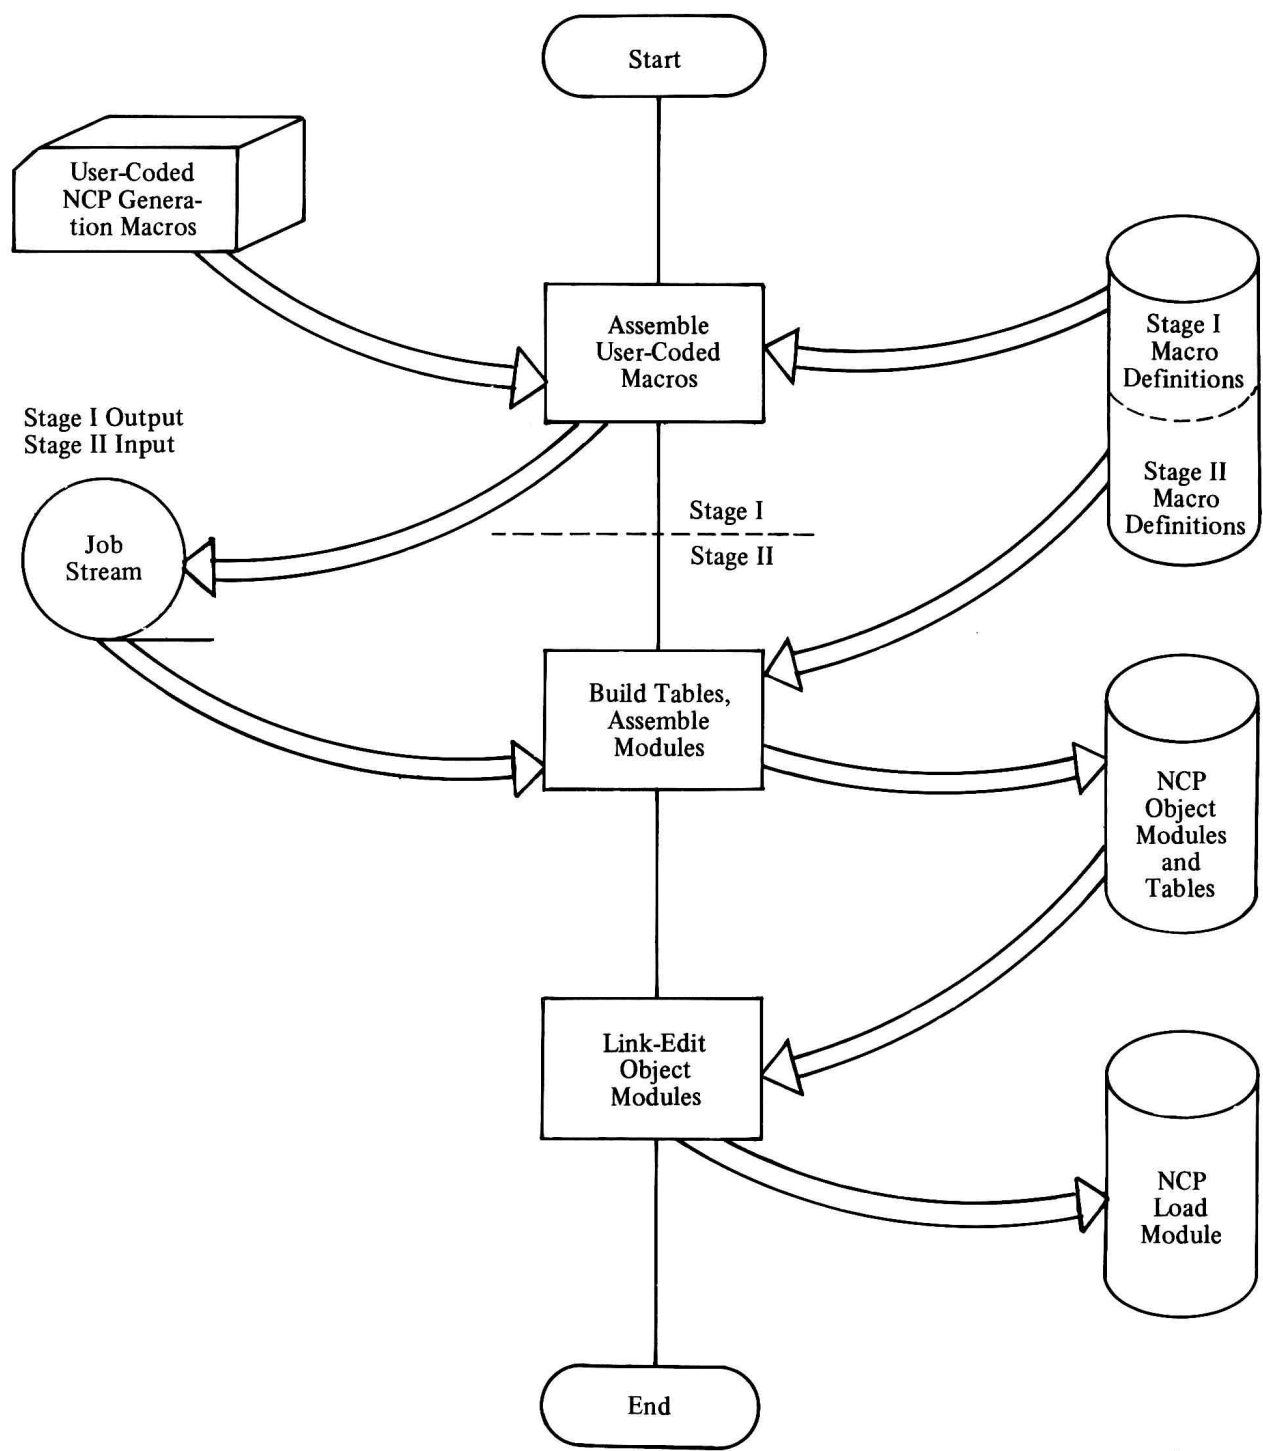 Start
User-Coded
NCP Genera-
tion Macros
Assemble
User-Coded
Macros
Stage I
Macro
Definitions
Stage I Output
Stage II Input
Stage II
Macro
Definitions
Job
Stream
Stage I
Stage II
Build Tables,
Assemble
Modules
NCP
Object
Modules
and
Tables
Link-Edit
Object
Modules
NCP
Load
Module
End